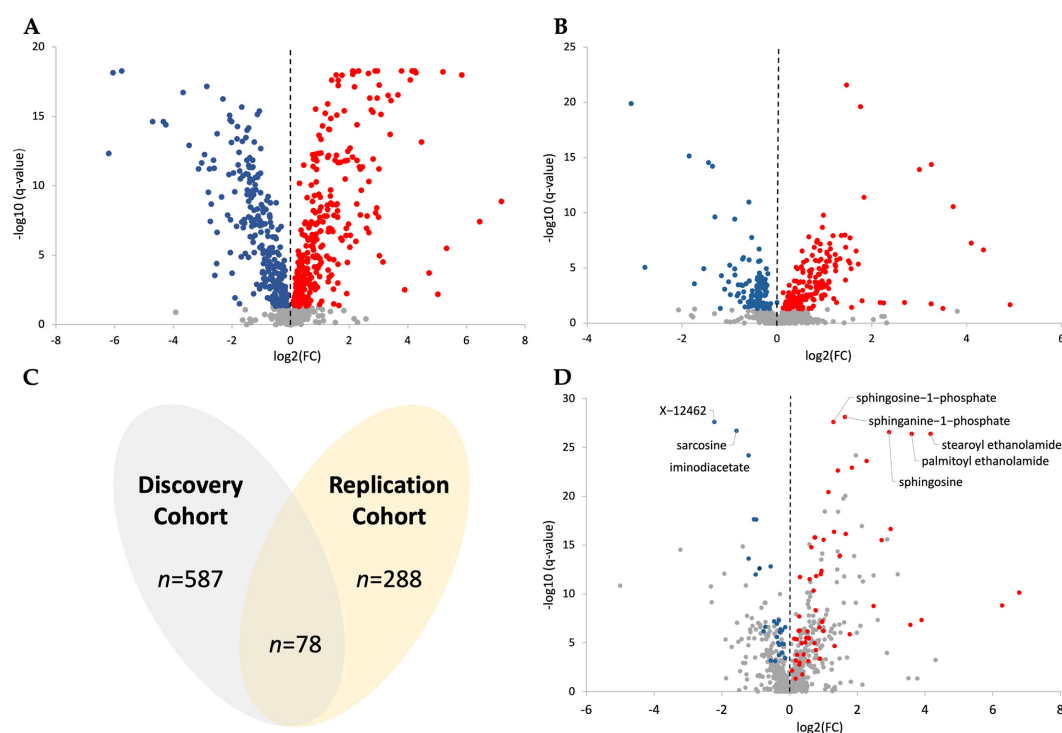 A
20
15
10
5
0
-log10 (q-value)
-8
-6
-4
-2
0
2
4
6
8
log2(FC)
B
25
20
15
10
5
0
-log10 (q-value)
-4
-2
0
2
4
6
log2(FC)
C
Discovery
Cohort
n=587
Replication
Cohort
n=288
n=78
D
30
25
20
15
10
5
0
-log10 (q-value)
-6
-4
-2
0
2
4
6
8
log2(FC)
X–12462
sarcosine
iminodiacetate
sphingosine–1–phosphate
sphinganine–1–phosphate
stearoyl ethanolamide
palmitoyl ethanolamide
sphingosine